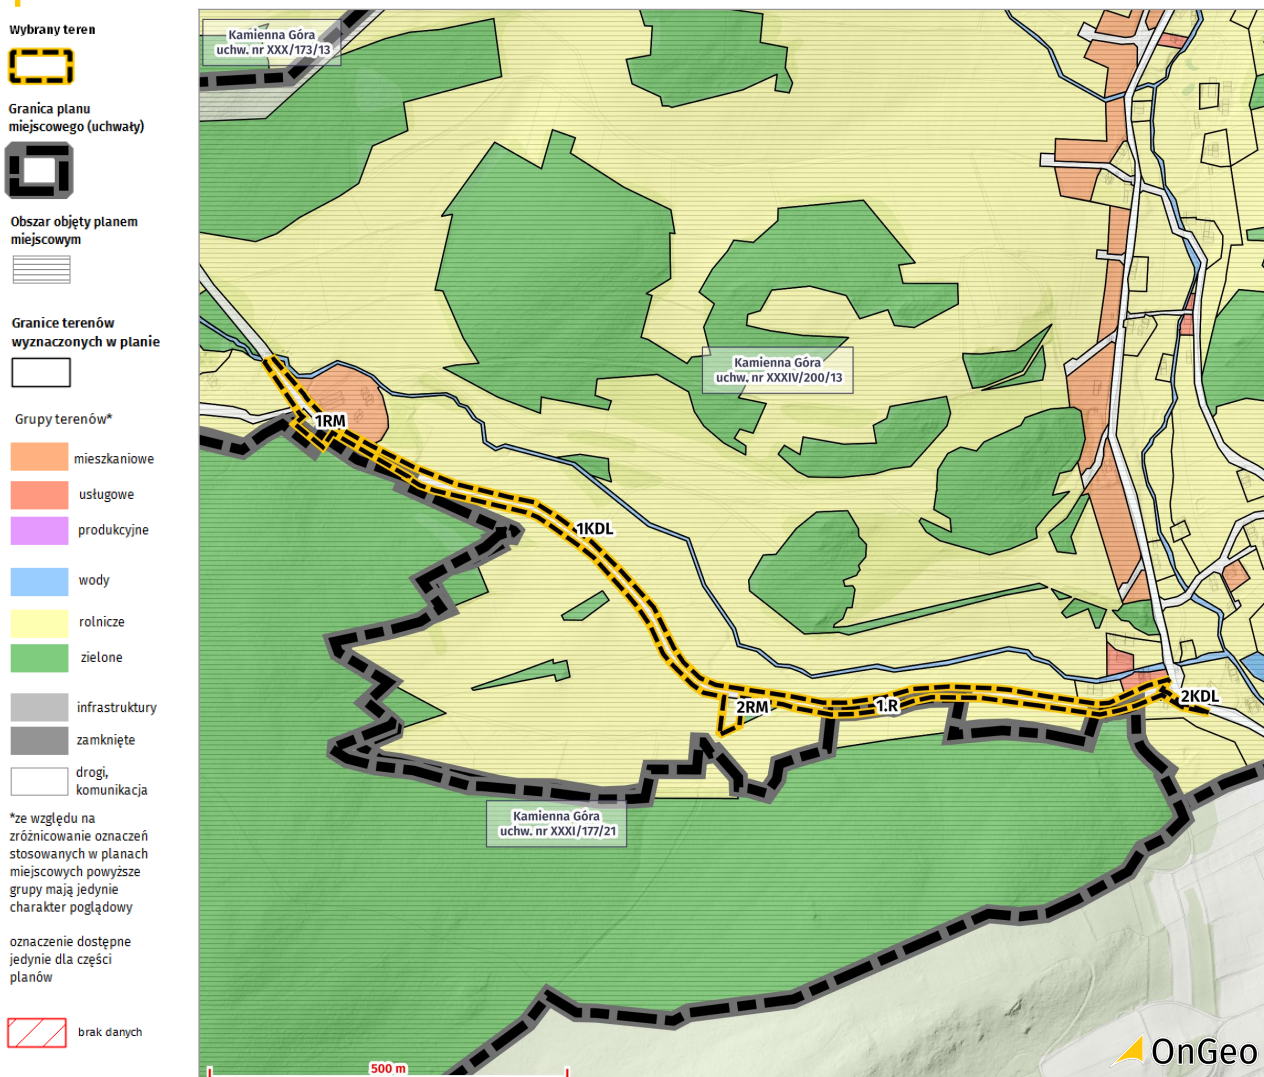 Wybrany teren
Granica planu
miejscowego (uchwały)
Obszar objęty planem
miejscowym
Granice terenów
wyznaczonych w planie
Grupy terenów*
mieszkaniowe
usługowe
produkcyjne
wody
rolnicze
zielone
infrastruktury
zamknięte
drogi,
komunikacja
*ze względu na
zróżnicowanie oznaczeń
stosowanych w planach
miejscowych powyższe
grupy mają jedynie
charakter poglądowy
oznaczenie dostępne
jedynie dla części
planów
brak danych
Kamienna Góra
uchw. nr XXX/173/13
Kamienna Góra
uchw. nr XXXIV/200/13
1RM
1KDL
2RM
1.R
2KDL
Kamienna Góra
uchw. nr XXXI/177/21
500 m
OnGeo